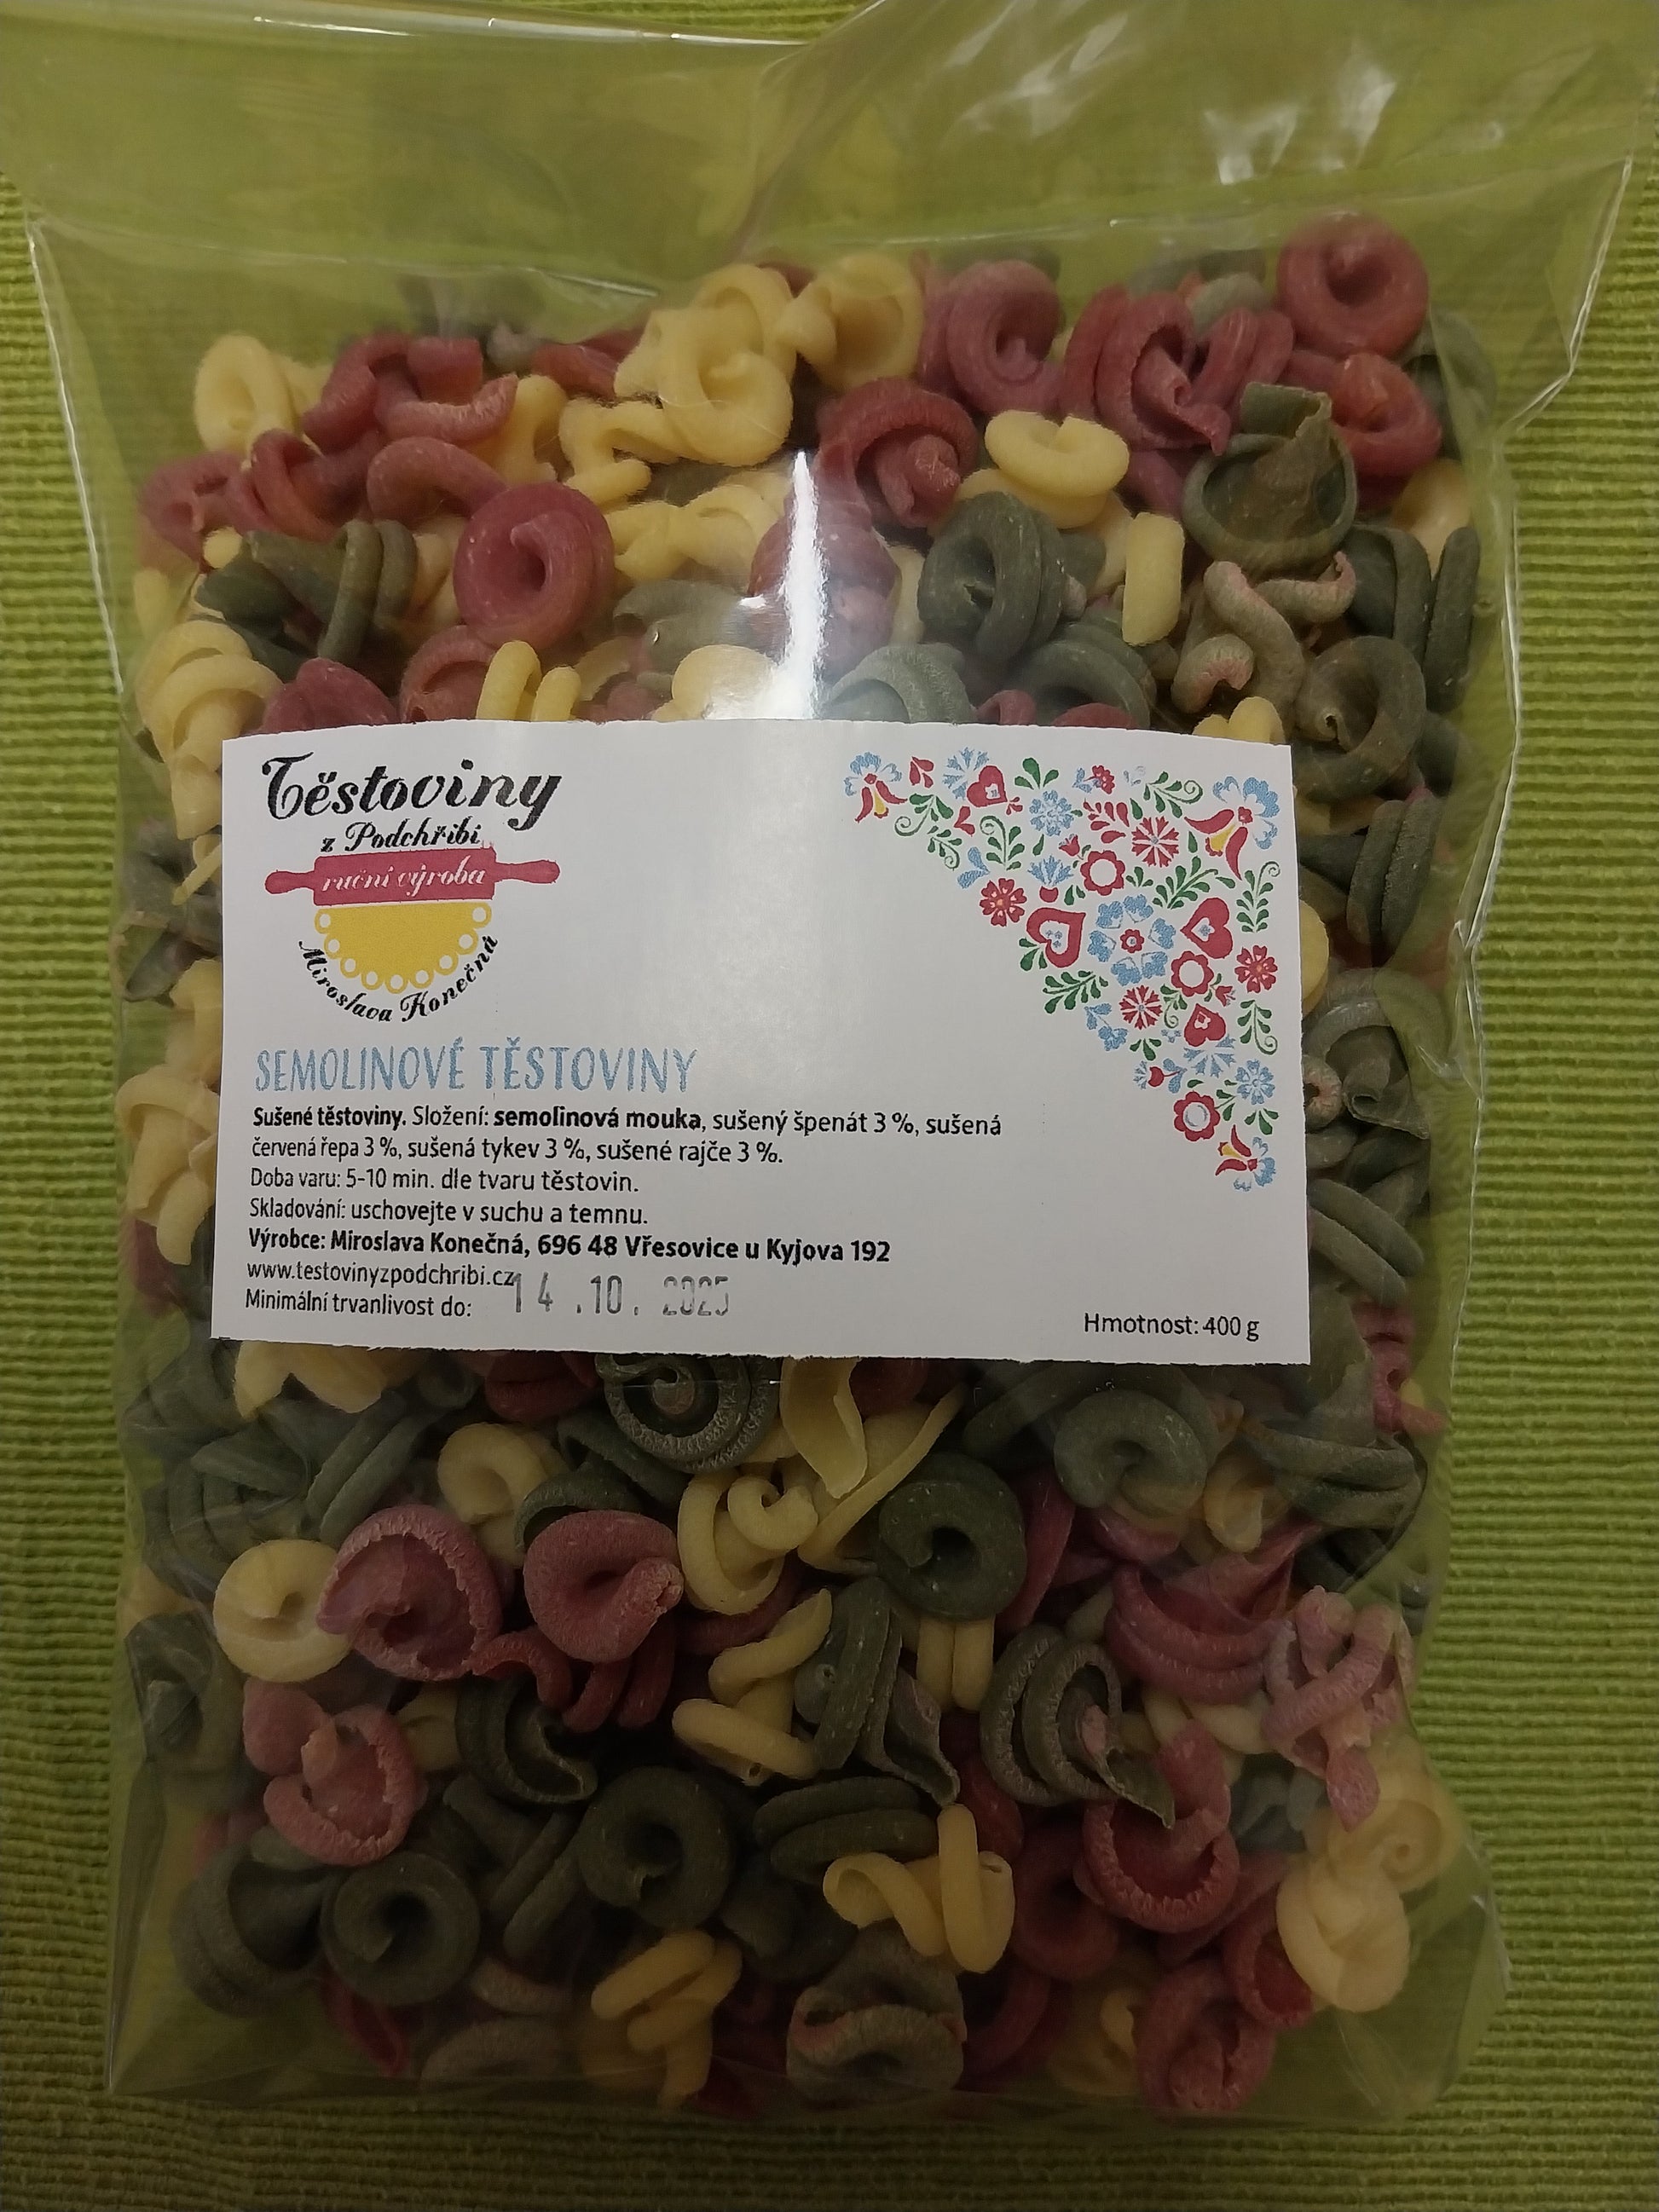 Těstoviny
z Podchřibí
ruční výroba
Miroslava Konečná
SEMOLINOVÉ TĚSTOVINY
Sušené těstoviny. Složení: semolinová mouka, sušený špenát 3 %, sušená
červená řepa 3 %, sušená tykev 3 %, sušené rajče 3 %.
Doba varu: 5-10 min. dle tvaru těstovin.
Skladování: uschovejte v suchu a temnu.
Výrobce: Miroslava Konečná, 696 48 Vřesovice u Kyjova 192
www.testovinyzpodchribi.cz
Minimální trvanlivost do: 14.10. 2025
Hmotnost: 400 g